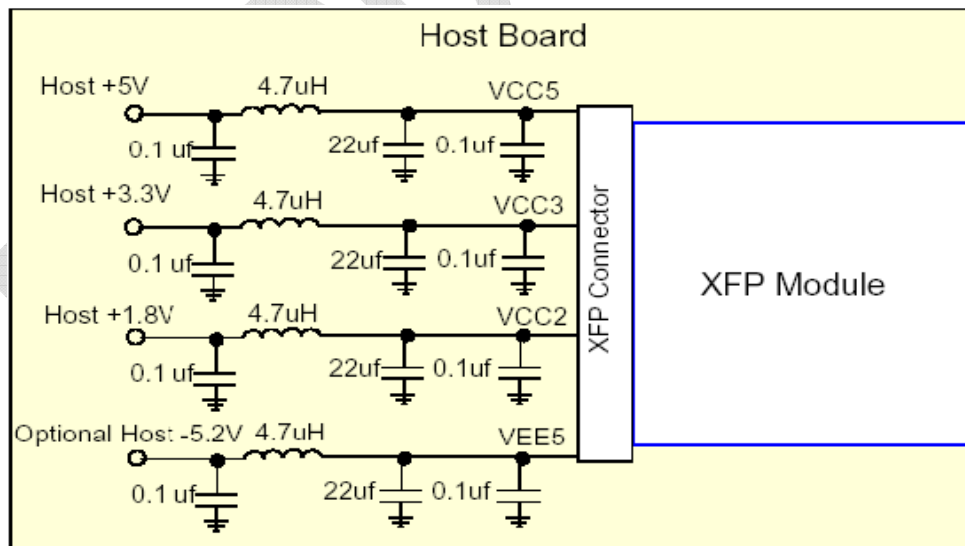 Host Board
Host +5V
4.7uH
VCC5
0.1 uf
22uf
0.1uf
Host +3.3V
4.7uH
VCC3
0.1 uf
22uf
0.1uf
Host +1.8V
4.7uH
VCC2
0.1 uf
22uf
0.1uf
Optional Host -5.2V
4.7uH
VEE5
0.1 uf
22uf
0.1uf
XFP Connector
XFP Module